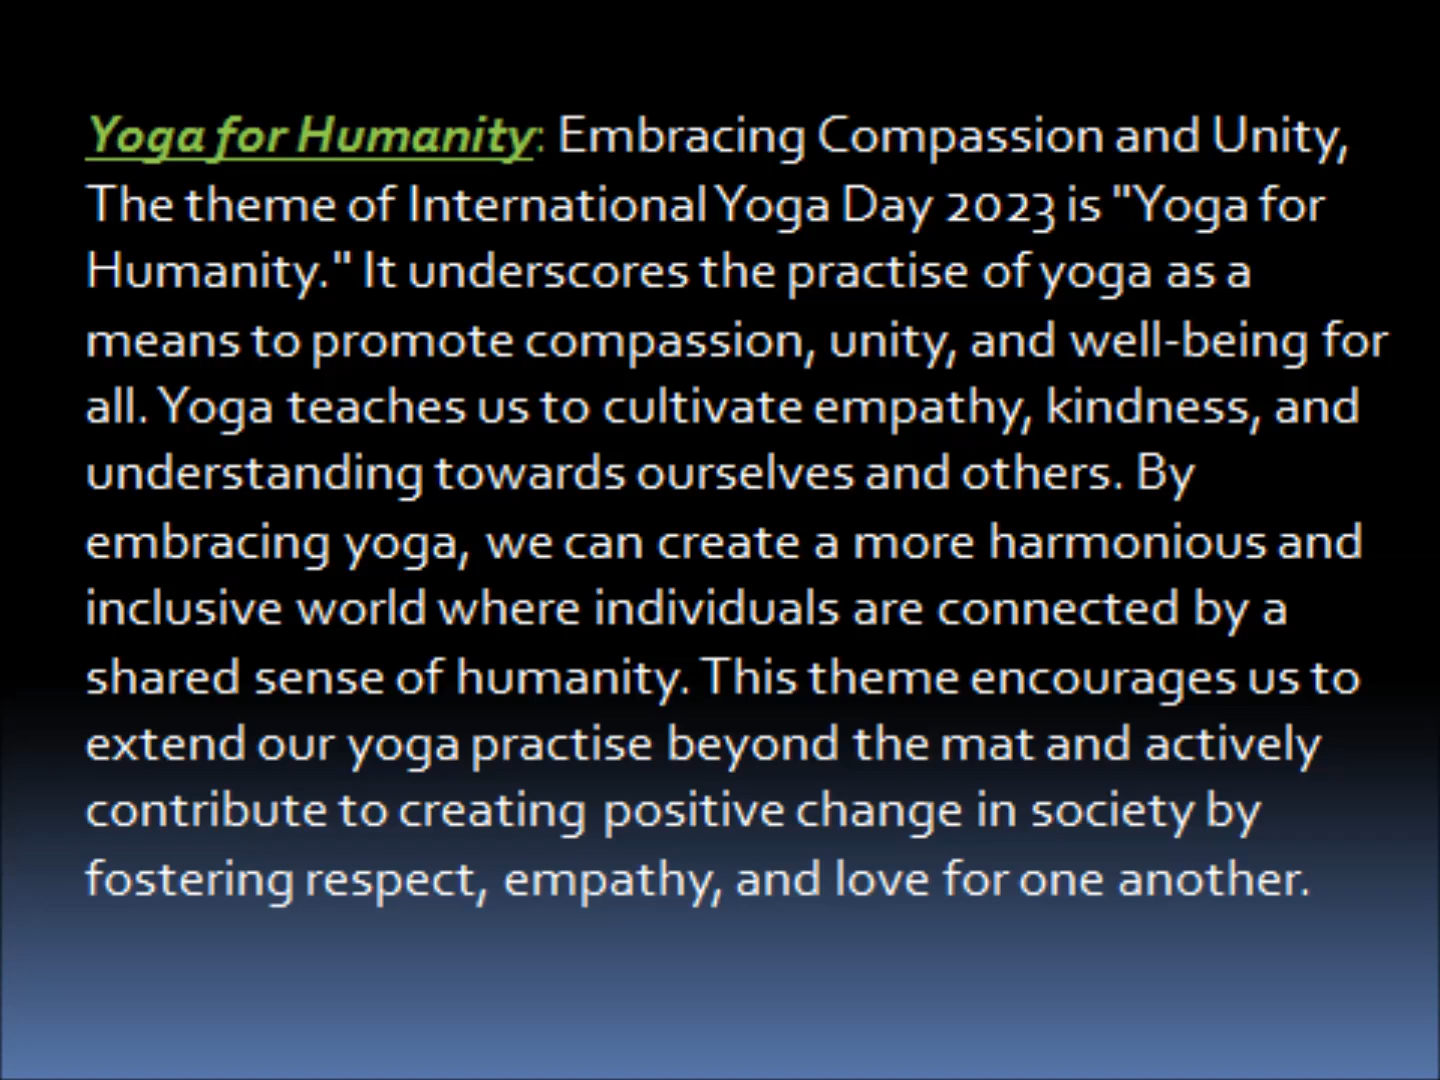 Yoga for Humanity: Embracing Compassion and Unity,
The theme of International Yoga Day 2023 is "Yoga for
Humanity." It underscores the practise of yoga as a
means to promote compassion, unity, and well-being for
all. Yoga teaches us to cultivate empathy, kindness, and
understanding towards ourselves and others. By
embracing yoga, we can create a more harmonious and
inclusive world where individuals are connected by a
shared sense of humanity. This theme encourages us to
extend our yoga practise beyond the mat and actively
contribute to creating positive change in society by
fostering respect, empathy, and love for one another.